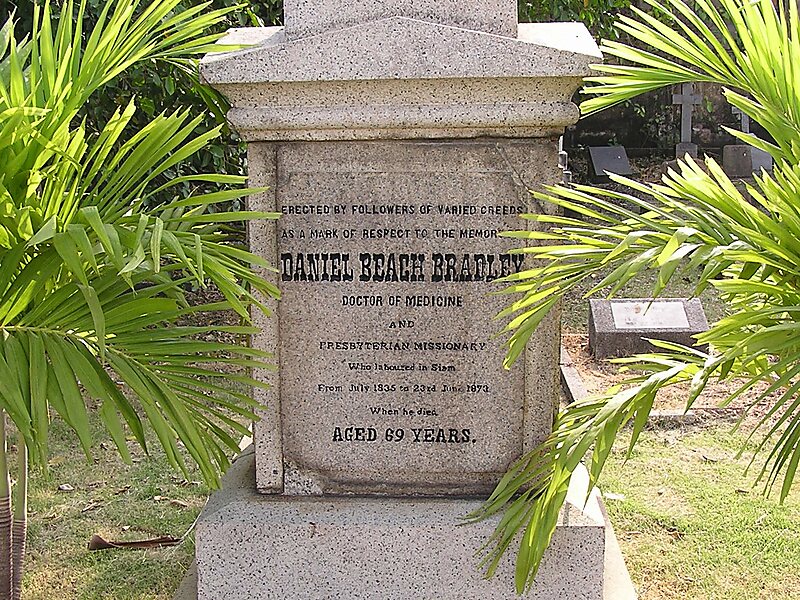 ERECTED BY FOLLOWERS OF VARIED CREEDS
AS A MARK OF RESPECT TO THE MEMORY
DANIEL BEACH BRADLEY
DOCTOR OF MEDICINE
AND
PRESBYTERIAN MISSIONARY
Who laboured in Siam
From July 1835 to 23rd June 1873.
When he died,
AGED 69 YEARS.